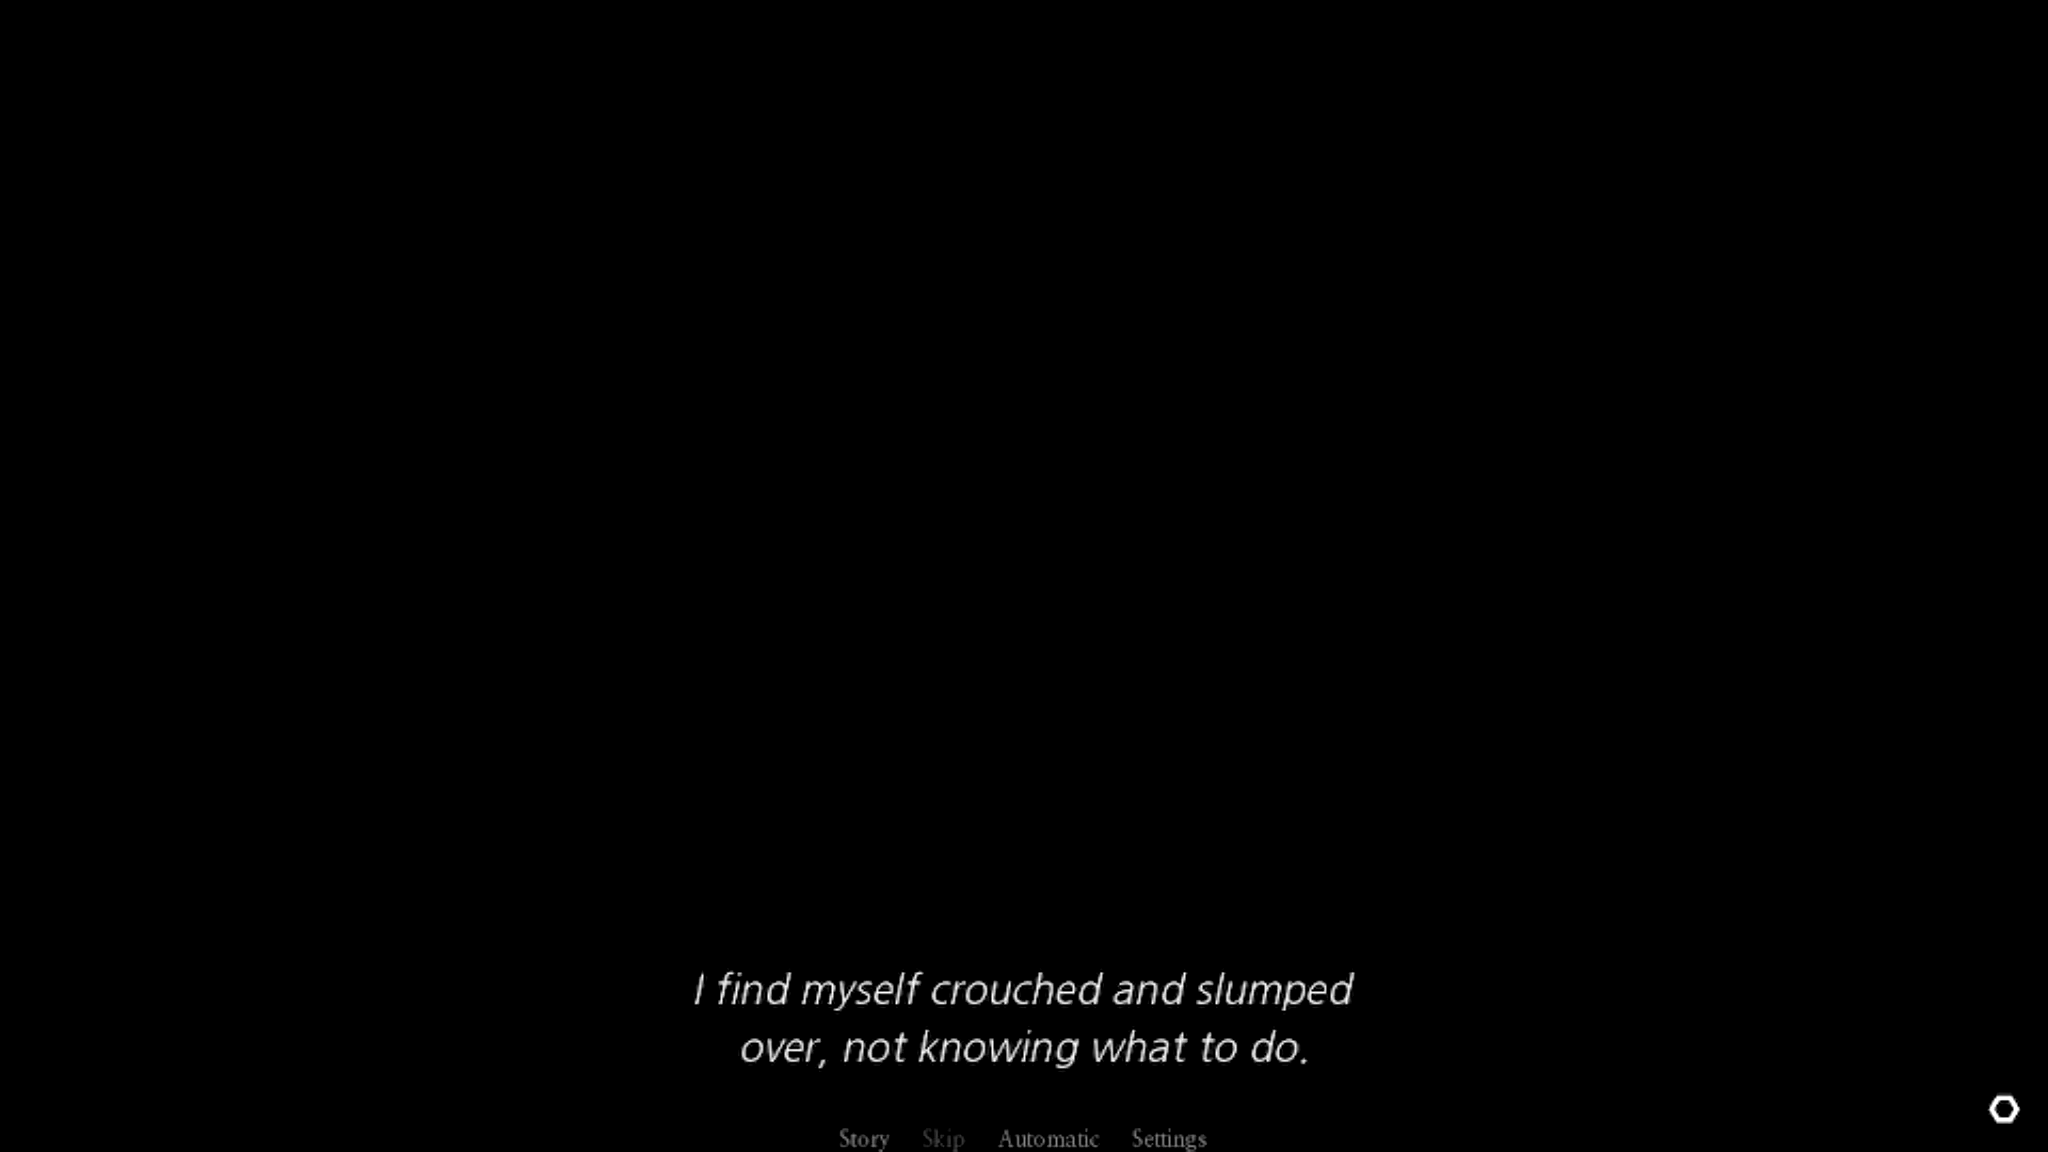 I find myself crouched and slumped
over, not knowing what to do.
Story Skip Automatic Settings